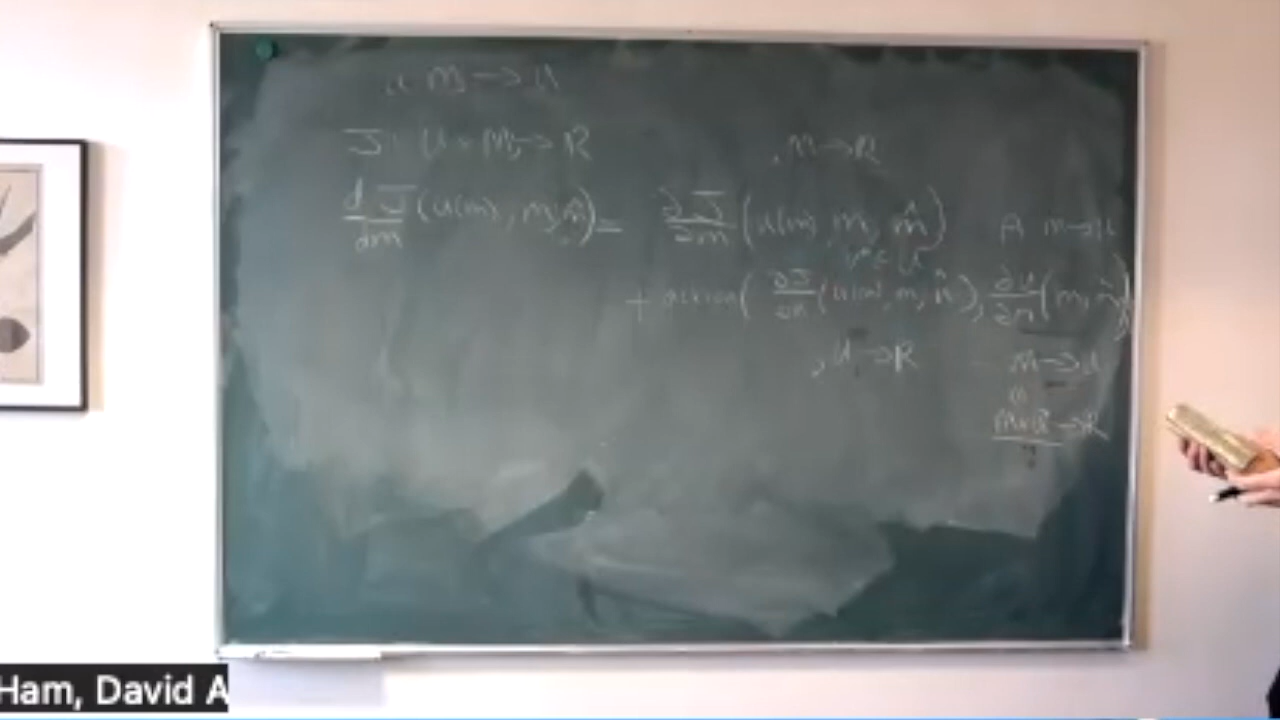 u: M → U
J: U × M → R
, M → R
d/dm J (u(m), m; m̂) = ∂J/∂m (u(m), m; m̂)
A M → U
v* ∈ U
+ action( ∂J/∂u (u(m), m; û), ∂u/∂m (m; m̂))
, U → R
M → U
→ R
Ham, David A